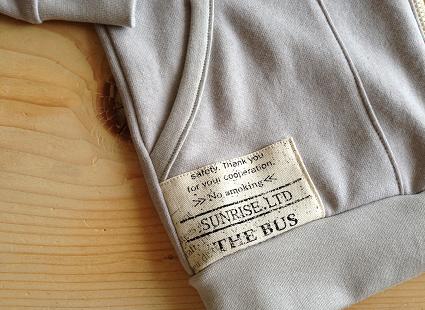 Safety. Thank you
for your cooperation.
>>No smoking<<
SUNRISE.LTD
THE BUS